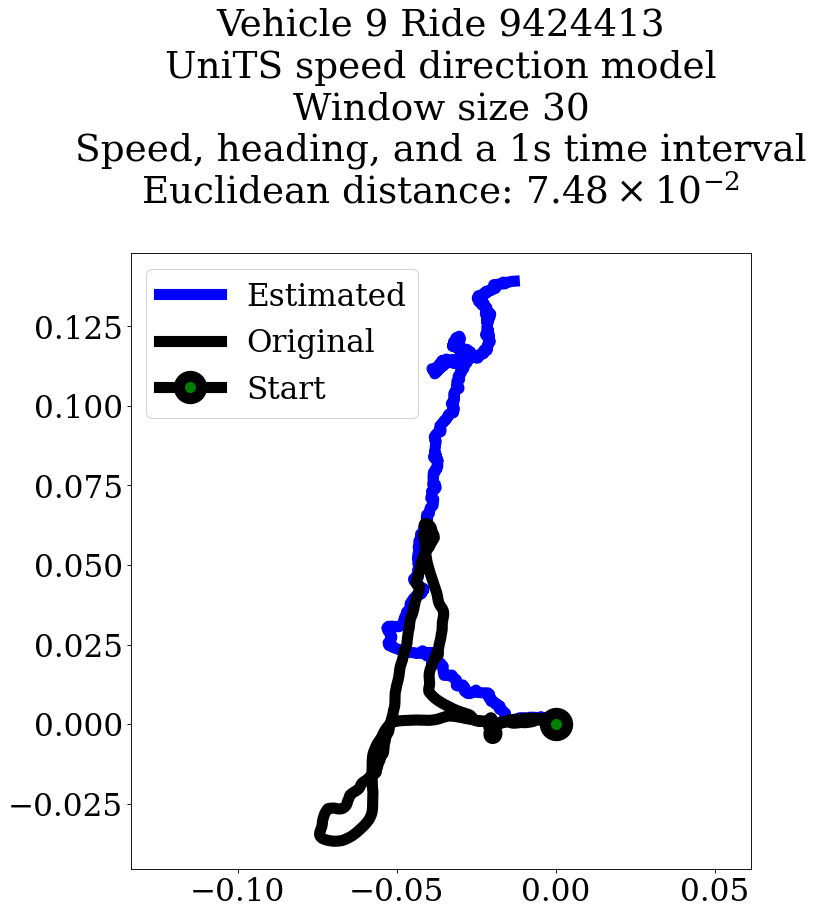 Vehicle 9 Ride 9424413
UniTS speed direction model
Window size 30
Speed, heading, and a 1s time interval
Euclidean distance: 7.48 × 10⁻²
Estimated
Original
Start
0.125
0.100
0.075
0.050
0.025
0.000
−0.025
−0.10
−0.05
0.00
0.05